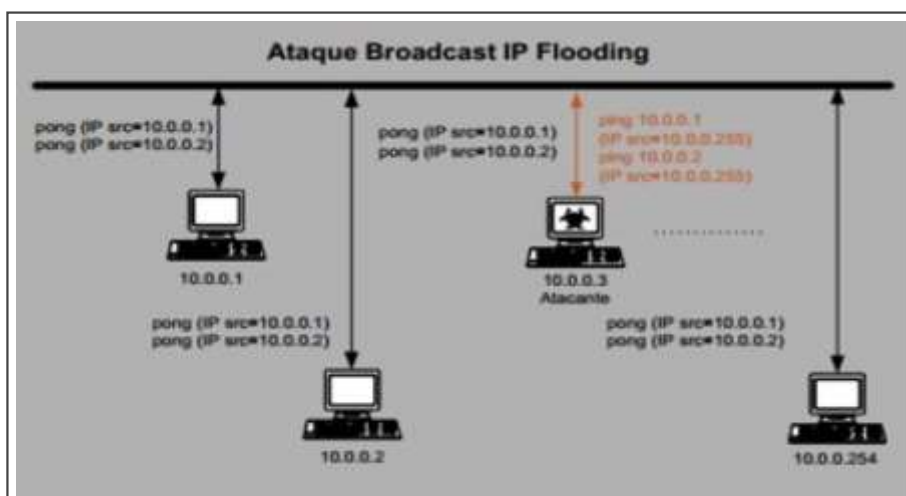 Ataque Broadcast IP Flooding
pong (IP src=10.0.0.1)
pong (IP src=10.0.0.2)
10.0.0.1
pong (IP src=10.0.0.1)
pong (IP src=10.0.0.2)
10.0.0.2
pong (IP src=10.0.0.1)
pong (IP src=10.0.0.2)
ping 10.0.0.1
(IP src=10.0.0.255)
ping 10.0.0.2
(IP src=10.0.0.255)
10.0.0.3
Atacante
pong (IP src=10.0.0.1)
pong (IP src=10.0.0.2)
10.0.0.254